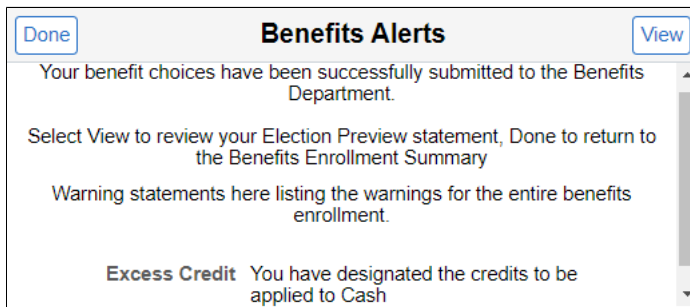 Done Benefits Alerts View
Your benefit choices have been successfully submitted to the Benefits
Department.
Select View to review your Election Preview statement, Done to return to
the Benefits Enrollment Summary
Warning statements here listing the warnings for the entire benefits
enrollment.
Excess Credit You have designated the credits to be
applied to Cash